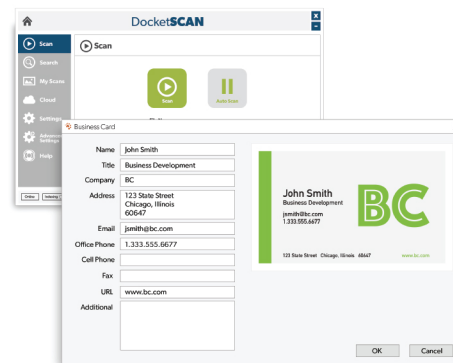 DocketSCAN
X
–
Scan
Search
My Scans
Cloud
Settings
Advanced Settings
Help
Scan
Scan
Auto Scan
Online
Indexing
Business Card
Name John Smith
Title Business Development
Company BC
Address 123 State Street
Chicago, Illinois
60647
Email jsmith@bc.com
Office Phone 1.333.555.6677
Cell Phone
Fax
URL www.bc.com
Additional
John Smith
Business Development
jsmith@bc.com
1.333.555.6677
BC
123 State Street Chicago, Illinois 60647 www.bc.com
OK Cancel